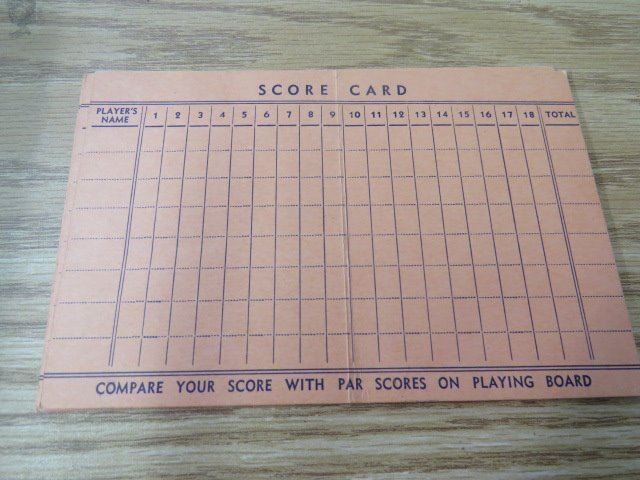 SCORE CARD
PLAYER'S NAME 1 2 3 4 5 6 7 8 9 10 11 12 13 14 15 16 17 18 TOTAL
COMPARE YOUR SCORE WITH PAR SCORES ON PLAYING BOARD